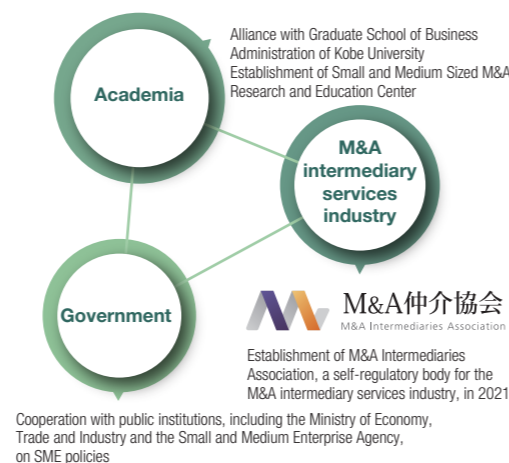 Alliance with Graduate School of Business
Administration of Kobe University
Establishment of Small and Medium Sized M&A
Research and Education Center
Academia
M&A
intermediary
services
industry
Government
M&A仲介協会
M&A Intermediaries Association
Establishment of M&A Intermediaries
Association, a self-regulatory body for the
M&A intermediary services industry, in 2021
Cooperation with public institutions, including the Ministry of Economy,
Trade and Industry and the Small and Medium Enterprise Agency,
on SME policies